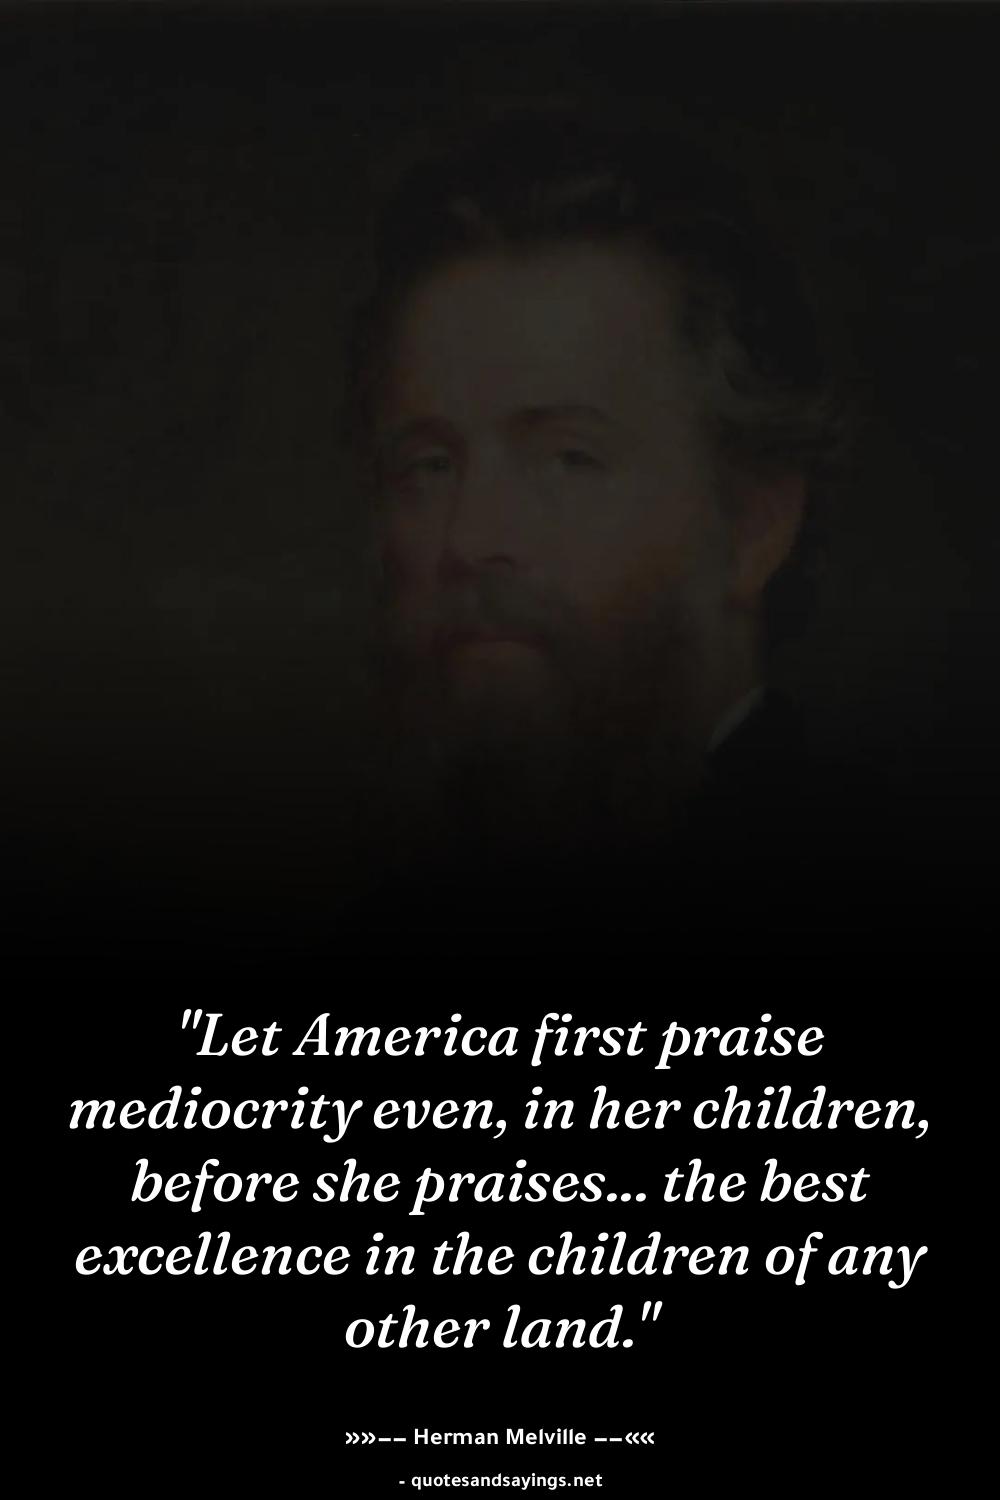 "Let America first praise
mediocrity even, in her children,
before she praises... the best
excellence in the children of any
other land."
»»−− Herman Melville −−««
- quotesandsayings.net